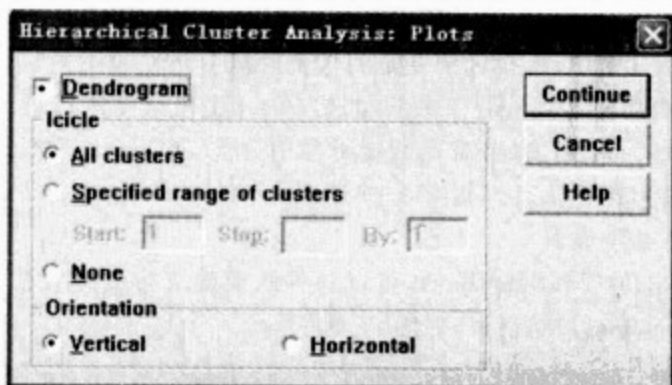 Hierarchical Cluster Analysis: Plots
Dendrogram
Continue
Icicle
All clusters
Cancel
Specified range of clusters
Help
Start: 1 Stop: By: 1
None
Orientation
Vertical Horizontal